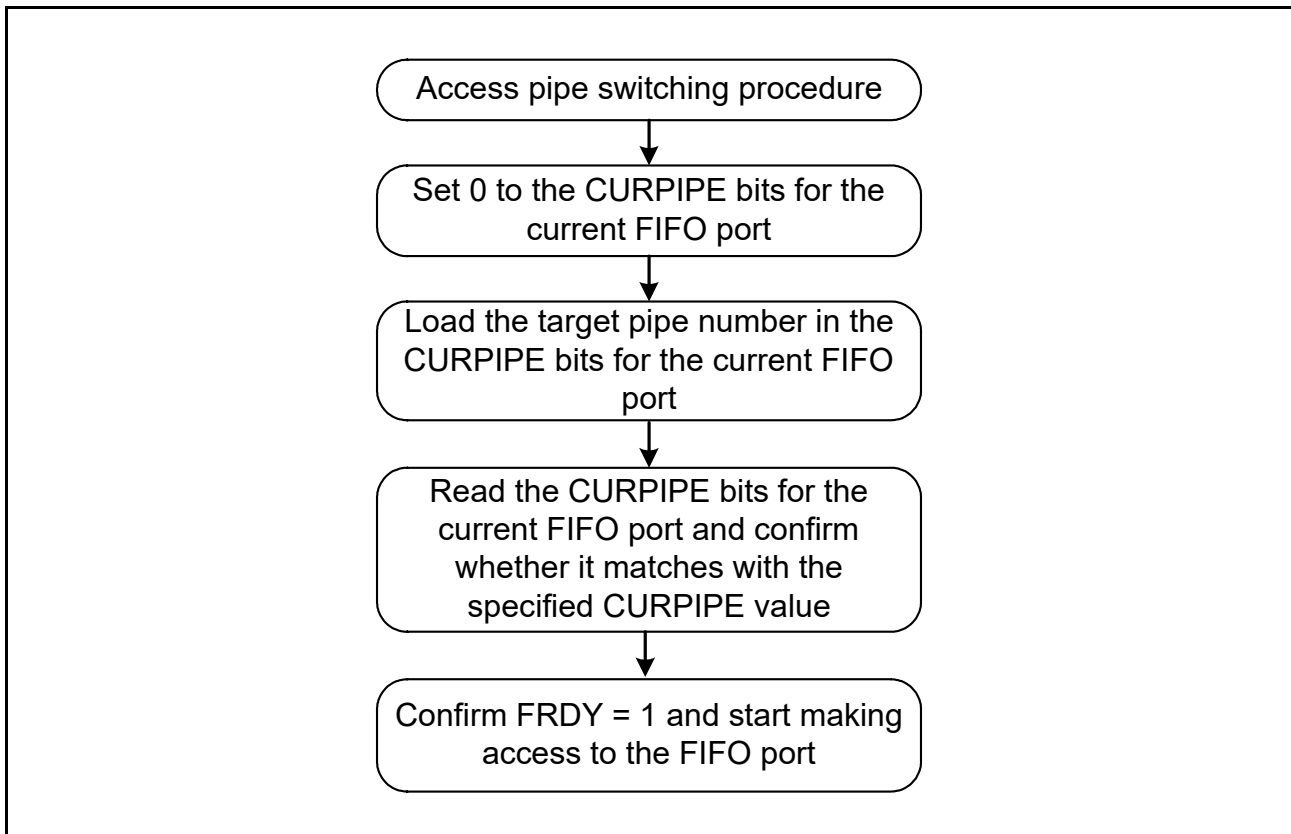 Access pipe switching procedure
Set 0 to the CURPIPE bits for the
current FIFO port
Load the target pipe number in the
CURPIPE bits for the current FIFO
port
Read the CURPIPE bits for the
current FIFO port and confirm
whether it matches with the
specified CURPIPE value
Confirm FRDY = 1 and start making
access to the FIFO port